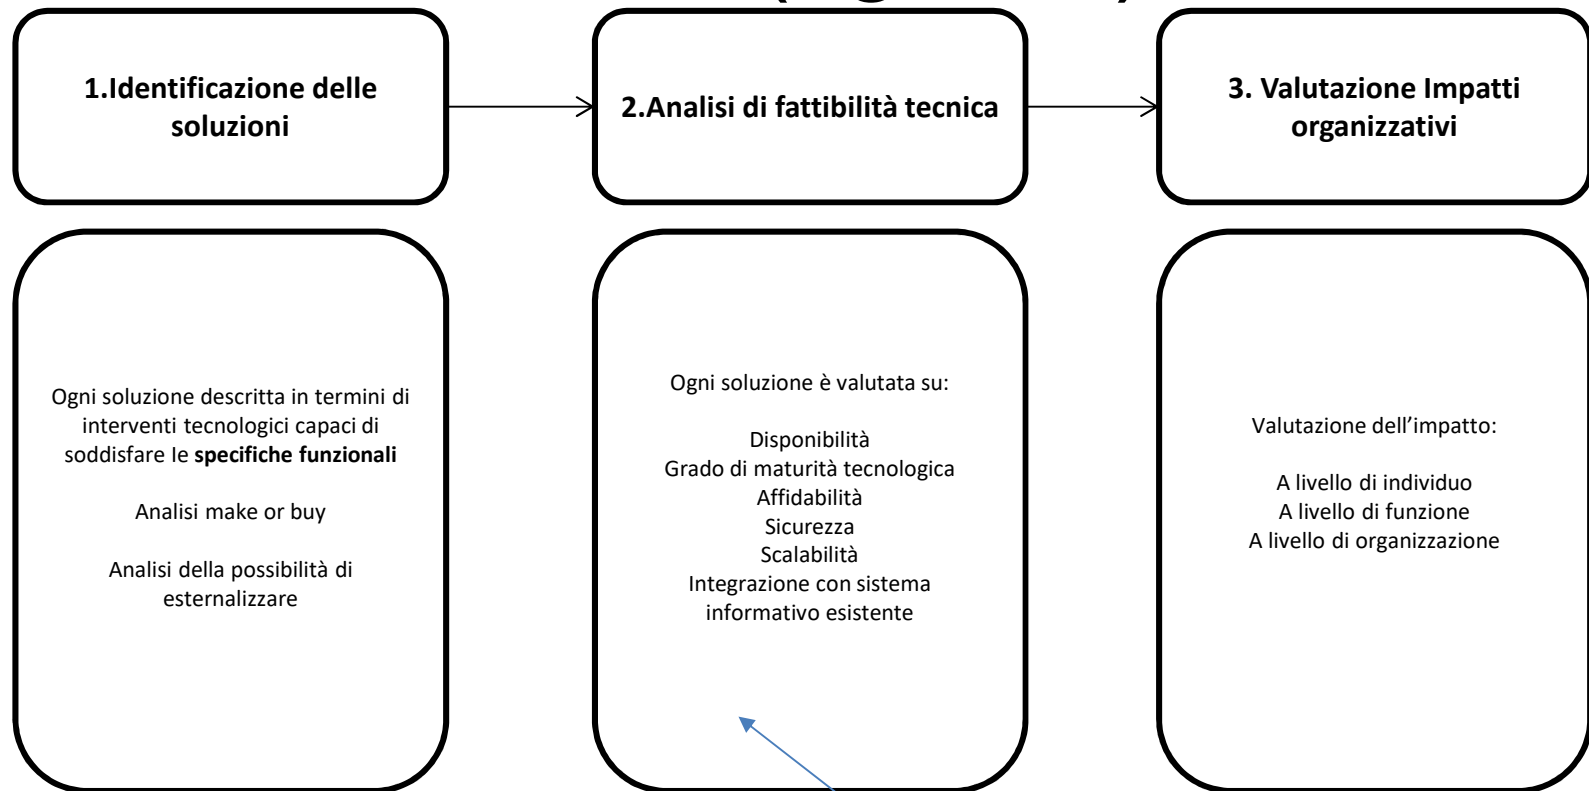 1.Identificazione delle
soluzioni
2.Analisi di fattibilità tecnica
3. Valutazione Impatti
organizzativi
Ogni soluzione descritta in termini di
interventi tecnologici capaci di
soddisfare le specifiche funzionali
Analisi make or buy
Analisi della possibilità di
esternalizzare
Ogni soluzione è valutata su:
Disponibilità
Grado di maturità tecnologica
Affidabilità
Sicurezza
Scalabilità
Integrazione con sistema
informativo esistente
Valutazione dell’impatto:
A livello di individuo
A livello di funzione
A livello di organizzazione